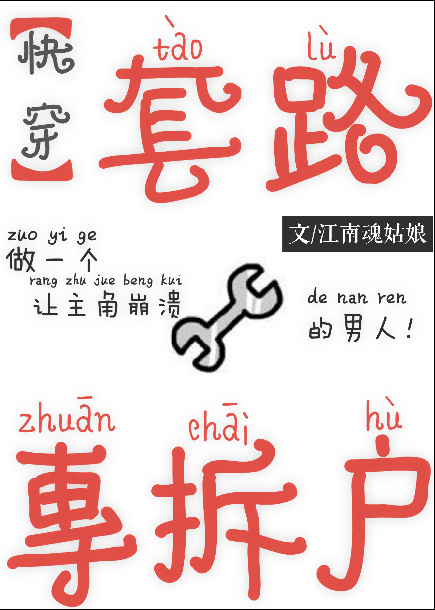 【快穿】
tào lù
套路
文/江南魂姑娘
zuo yi ge
做一个
rang zhu jue beng kui
让主角崩溃
de nan ren
的男人！
zhuān chāi hù
專拆户